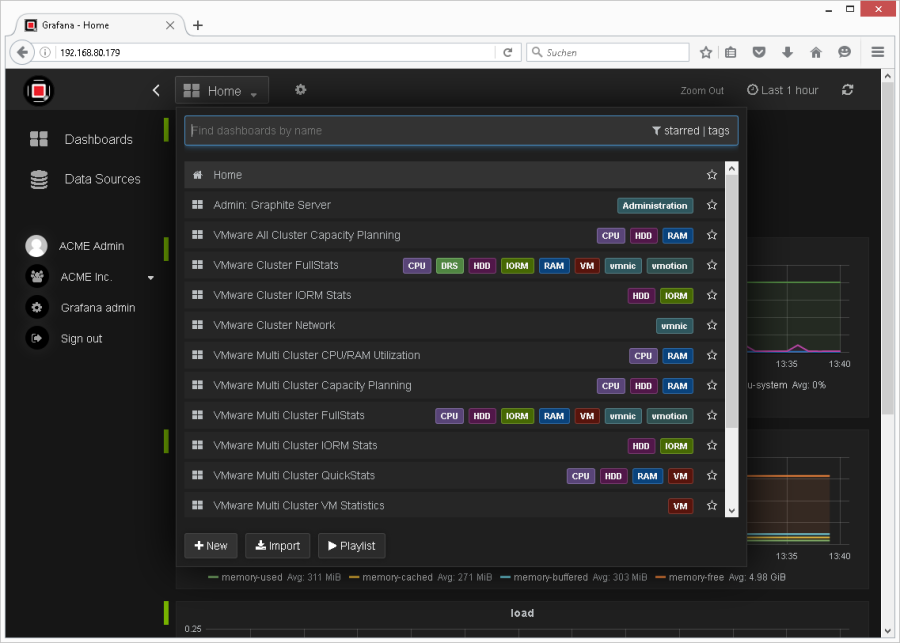 Grafana - Home
192.168.80.179
Suchen
Home
Zoom Out
Last 1 hour
Dashboards
Data Sources
ACME Admin
ACME Inc.
Grafana admin
Sign out
Find dashboards by name
starred | tags
Home
Admin: Graphite Server Administration
VMware All Cluster Capacity Planning CPU HDD RAM
VMware Cluster FullStats CPU DRS HDD IORM RAM VM vmnic vmotion
VMware Cluster IORM Stats HDD IORM
VMware Cluster Network vmnic
VMware Multi Cluster CPU/RAM Utilization CPU RAM
VMware Multi Cluster Capacity Planning CPU HDD RAM
VMware Multi Cluster FullStats CPU HDD IORM RAM VM vmnic vmotion
VMware Multi Cluster IORM Stats HDD IORM
VMware Multi Cluster QuickStats CPU HDD RAM VM
VMware Multi Cluster VM Statistics VM
New Import Playlist
13:35 13:40
u-system Avg: 0%
13:35 13:40
memory-used Avg: 311 MiB memory-cached Avg: 271 MiB memory-buffered Avg: 303 MiB memory-free Avg: 4.98 GiB
load
0.25